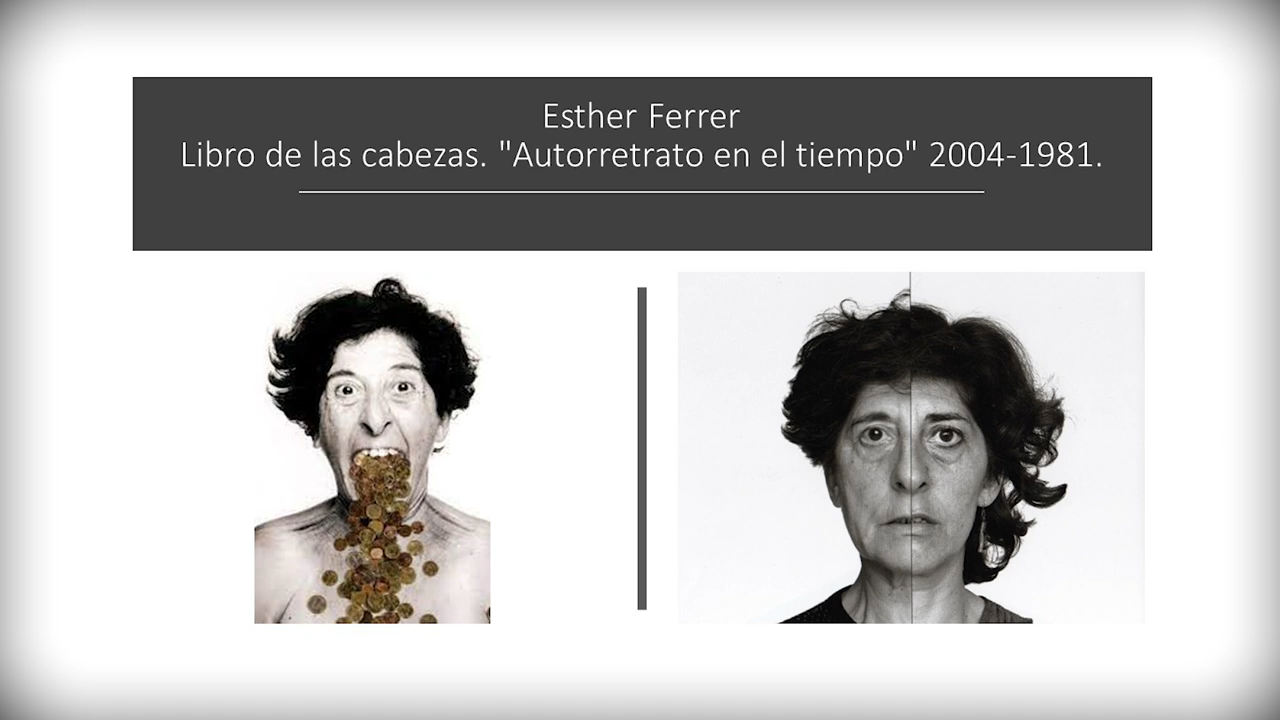 Esther Ferrer
Libro de las cabezas. "Autorretrato en el tiempo" 2004-1981.